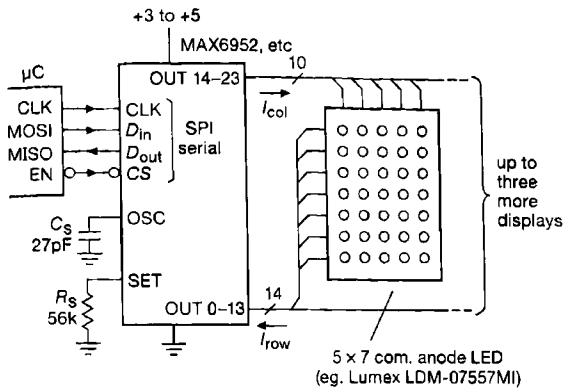 +3 to +5
MAX6952, etc
µC
OUT 14–23
10
I col
CLK
MOSI
MISO
EN
CLK
Din
Dout
CS
SPI
serial
up to
three
more
displays
CS
27pF
OSC
RS
56k
SET
OUT 0–13
14
I row
5 x 7 com. anode LED
(eg. Lumex LDM-07557MI)